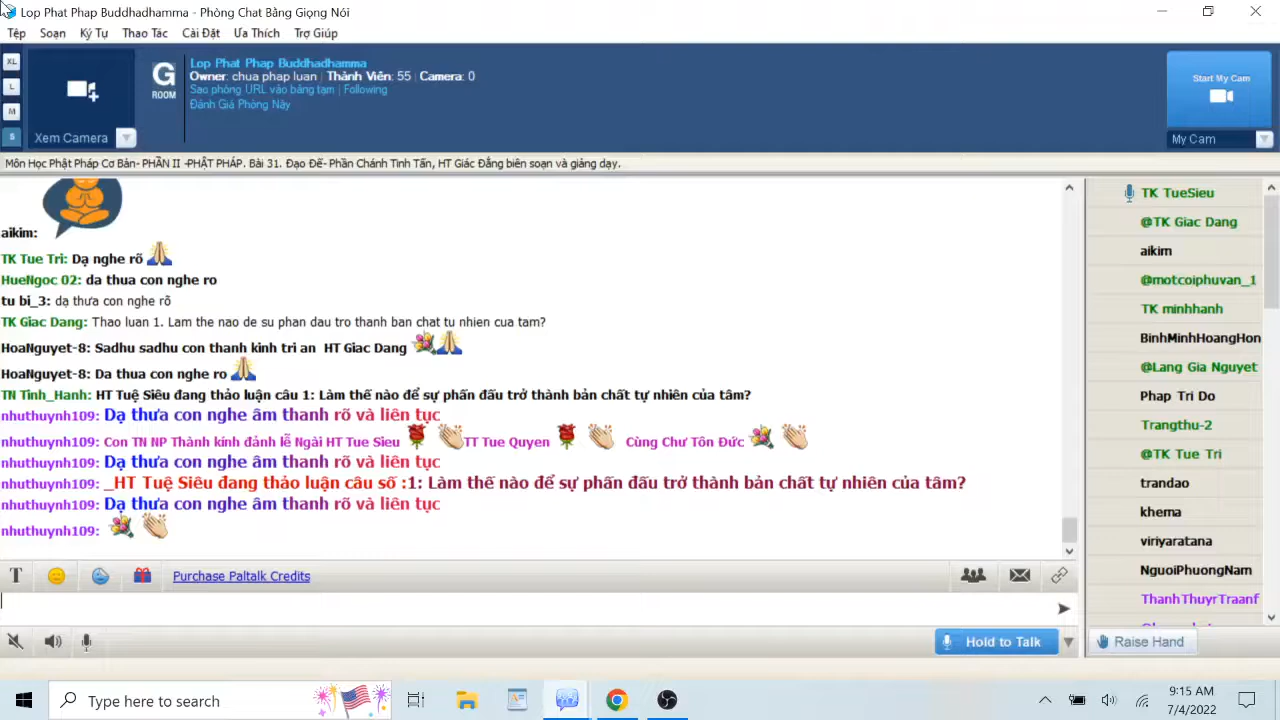 Lop Phat Phap Buddhadhamma - Phòng Chat Bằng Giọng Nói
Tệp Soạn Ký Tự Thao Tác Cài Đặt Ưa Thích Trợ Giúp
XL
L
M
S
Xem Camera
G
ROOM
Lop Phat Phap Buddhadhamma
Owner: chua phap luan | Thành Viên: 55 | Camera: 0
Sao phòng URL vào bảng tạm | Following
Đánh Giá Phòng Này
Start My Cam
My Cam
Môn Học Phật Pháp Cơ Bản- PHẦN II -PHẬT PHÁP. Bài 31. Đạo Đế- Phần Chánh Tinh Tấn, HT Giác Đẳng biên soạn và giảng dạy.
aikim:
TK Tue Tri: Dạ nghe rõ
HueNgoc 02: da thua con nghe ro
tu bi_3: dạ thưa con nghe rõ
TK Giac Dang: Thao luan 1. Lam the nao de su phan dau tro thanh ban chat tu nhien cua tam?
HoaNguyet-8: Sadhu sadhu con thanh kinh tri an HT Giac Dang
HoaNguyet-8: Da thua con nghe ro
TN Tinh_Hanh: HT Tuệ Siêu đang thảo luận câu 1: Làm thế nào để sự phấn đấu trở thành bản chất tự nhiên của tâm?
nhuthuynh109: Dạ thưa con nghe âm thanh rõ và liên tục
nhuthuynh109: Con TN NP Thành kính đảnh lễ Ngài HT Tue Sieu TT Tue Quyen Cùng Chư Tôn Đức
nhuthuynh109: Dạ thưa con nghe âm thanh rõ và liên tục
nhuthuynh109: _HT Tuệ Siêu đang thảo luận câu số :1: Làm thế nào để sự phấn đấu trở thành bản chất tự nhiên của tâm?
nhuthuynh109: Dạ thưa con nghe âm thanh rõ và liên tục
nhuthuynh109:
TK TueSieu
@TK Giac Dang
aikim
@motcoiphuvan_1
TK minhhanh
BinhMinhHoangHon
@Lang Gia Nguyet
Phap Tri Do
Trangthu-2
@TK Tue Tri
trandao
khema
viriyaratana
NguoiPhuongNam
ThanhThuyrTraanf
T Purchase Paltalk Credits
Hold to Talk
Raise Hand
Type here to search
9:15 AM
7/4/2022